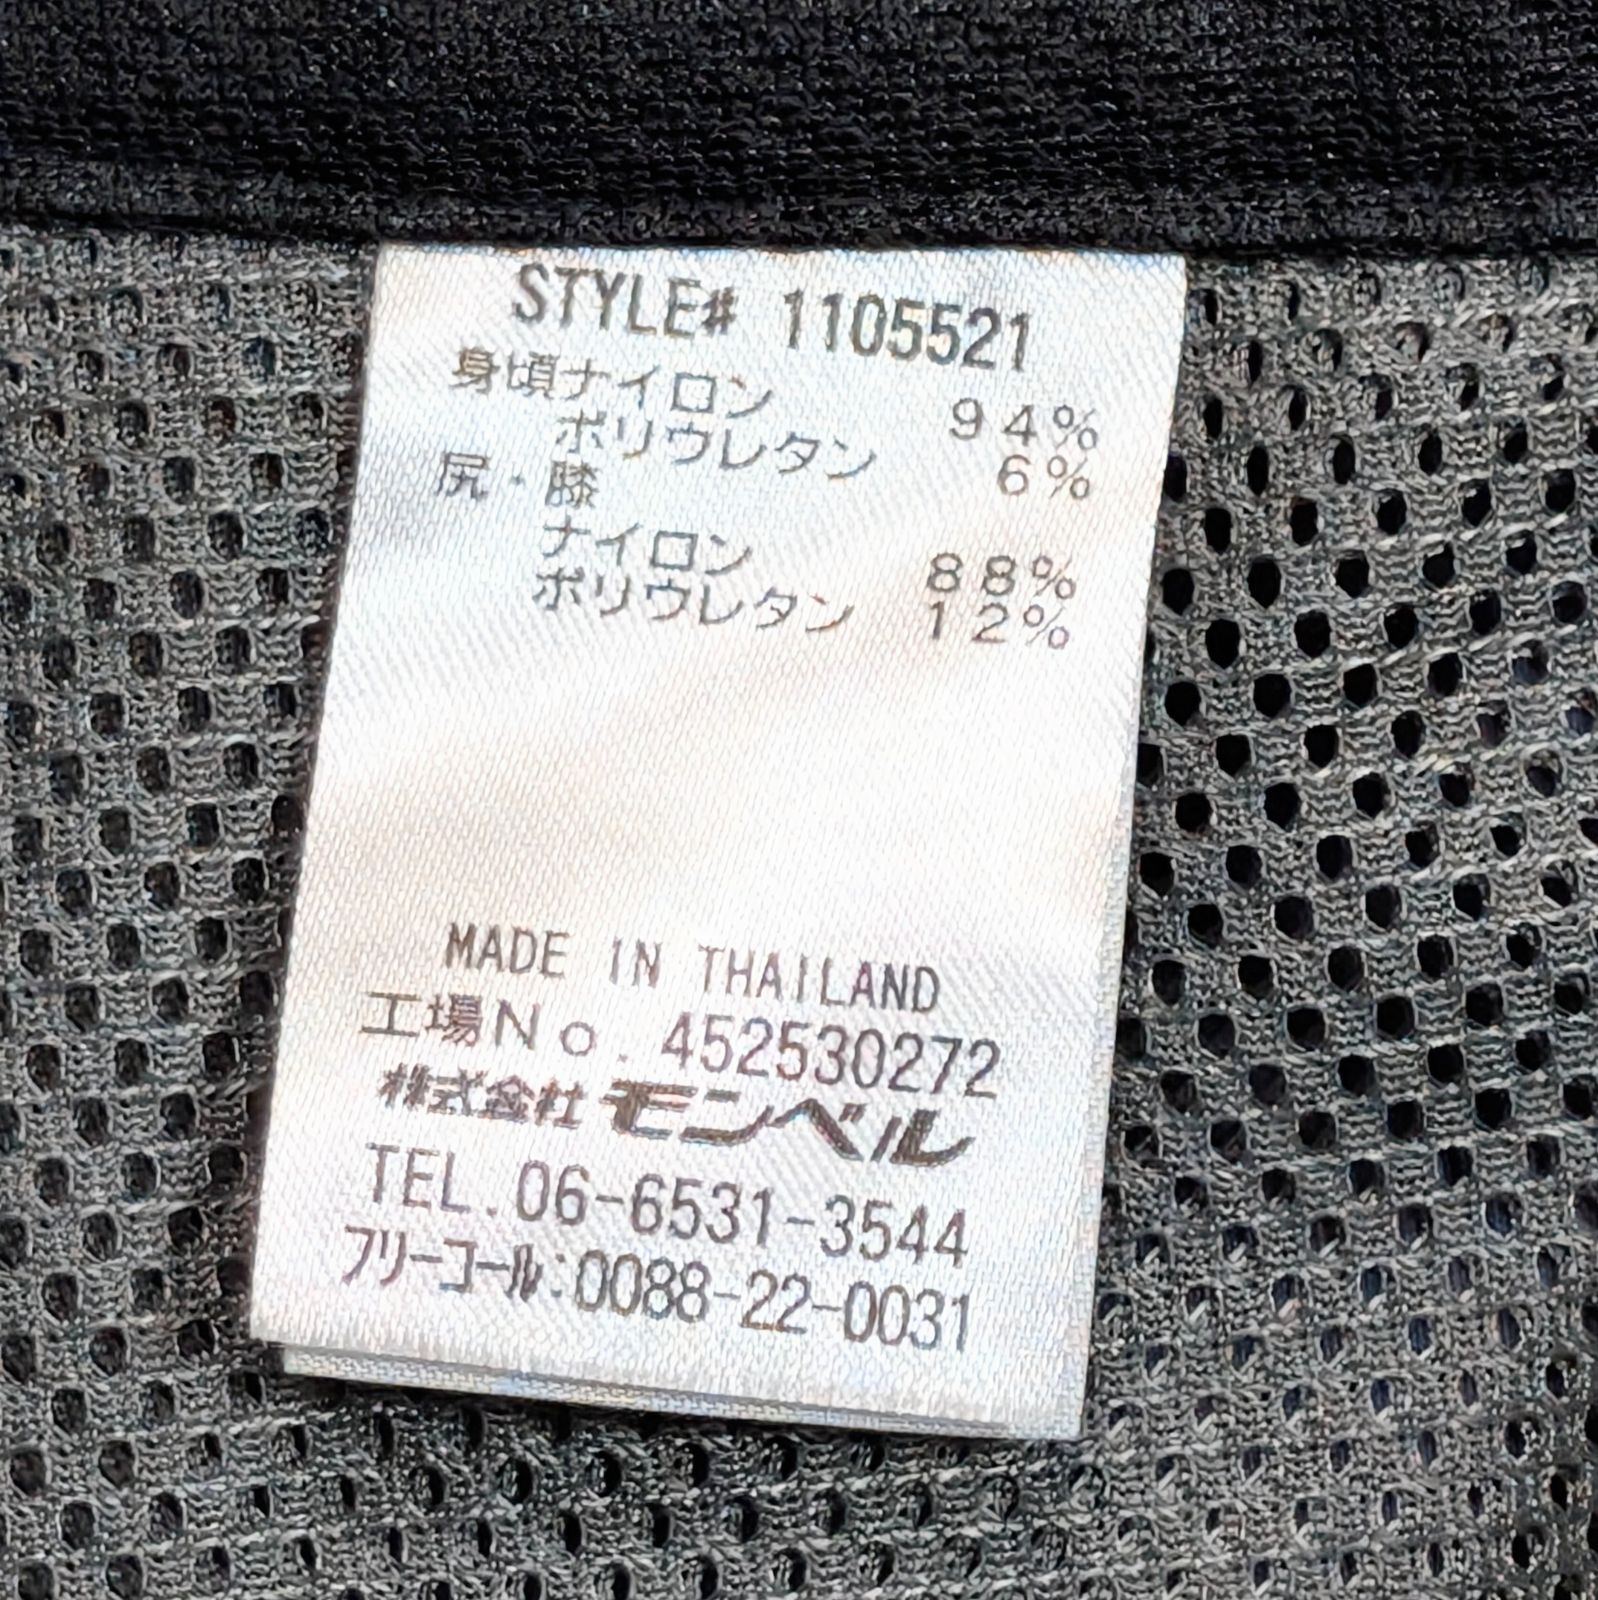 STYLE# 1105521
身頃ナイロン 94%
ポリウレタン 6%
尻・膝
ナイロン 88%
ポリウレタン 12%
MADE IN THAILAND
工場No. 452530272
株式会社 モンベル
TEL. 06-6531-3544
フリーコール:0088-22-0031